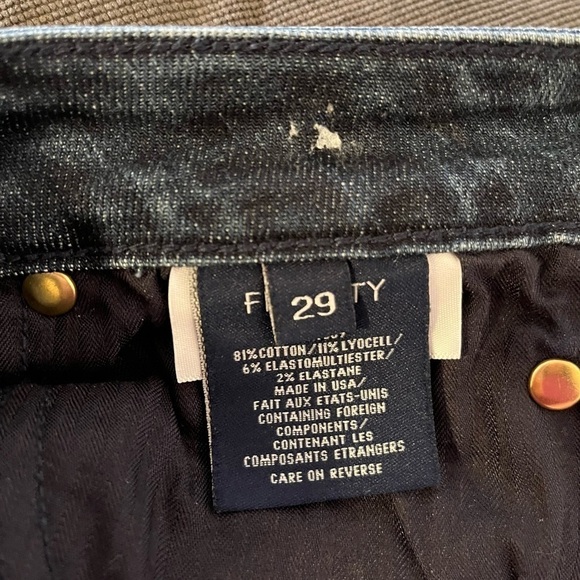 29
81% COTTON/11% LYOCELL/
6% ELASTOMULTIESTER/
2% ELASTANE
MADE IN USA/
FAIT AUX ETATS-UNIS
CONTAINING FOREIGN
COMPONENTS/
CONTENANT LES
COMPOSANTS ETRANGERS
CARE ON REVERSE